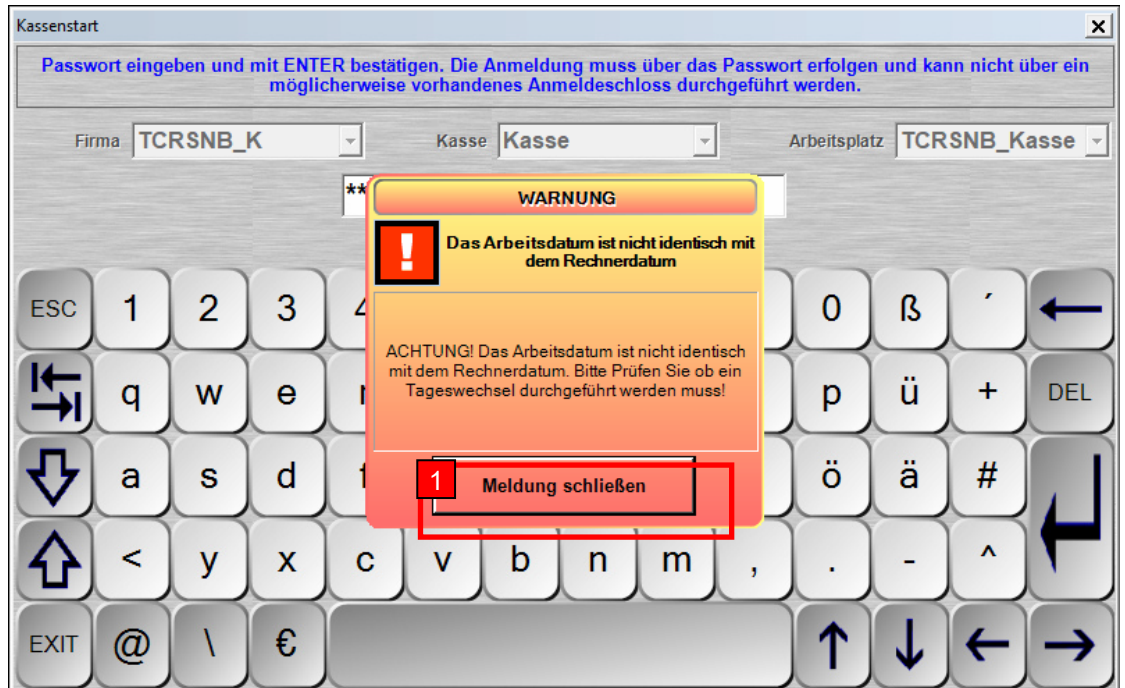 Kassenstart
Passwort eingeben und mit ENTER bestätigen. Die Anmeldung muss über das Passwort erfolgen und kann nicht über ein
möglicherweise vorhandenes Anmeldeschloss durchgeführt werden.
Firma TCRSNB_K Kasse Kasse Arbeitsplatz TCRSNB_Kasse
**
WARNUNG
! Das Arbeitsdatum ist nicht identisch mit
dem Rechnerdatum
ACHTUNG! Das Arbeitsdatum ist nicht identisch
mit dem Rechnerdatum. Bitte Prüfen Sie ob ein
Tageswechsel durchgeführt werden muss!
1 Meldung schließen
ESC 1 2 3 4 0 ß ´
q w e p ü + DEL
a s d ö ä #
< y x c v b n m , . - ^
EXIT @ \ €